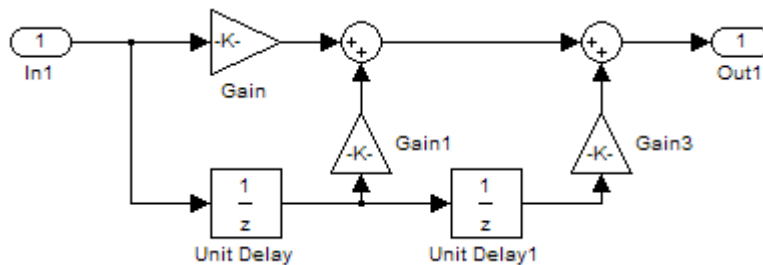 1
In1
-K-
Gain
+
+
+
+
1
Out1
-K-
Gain1
-K-
Gain3
1
z
Unit Delay
1
z
Unit Delay1